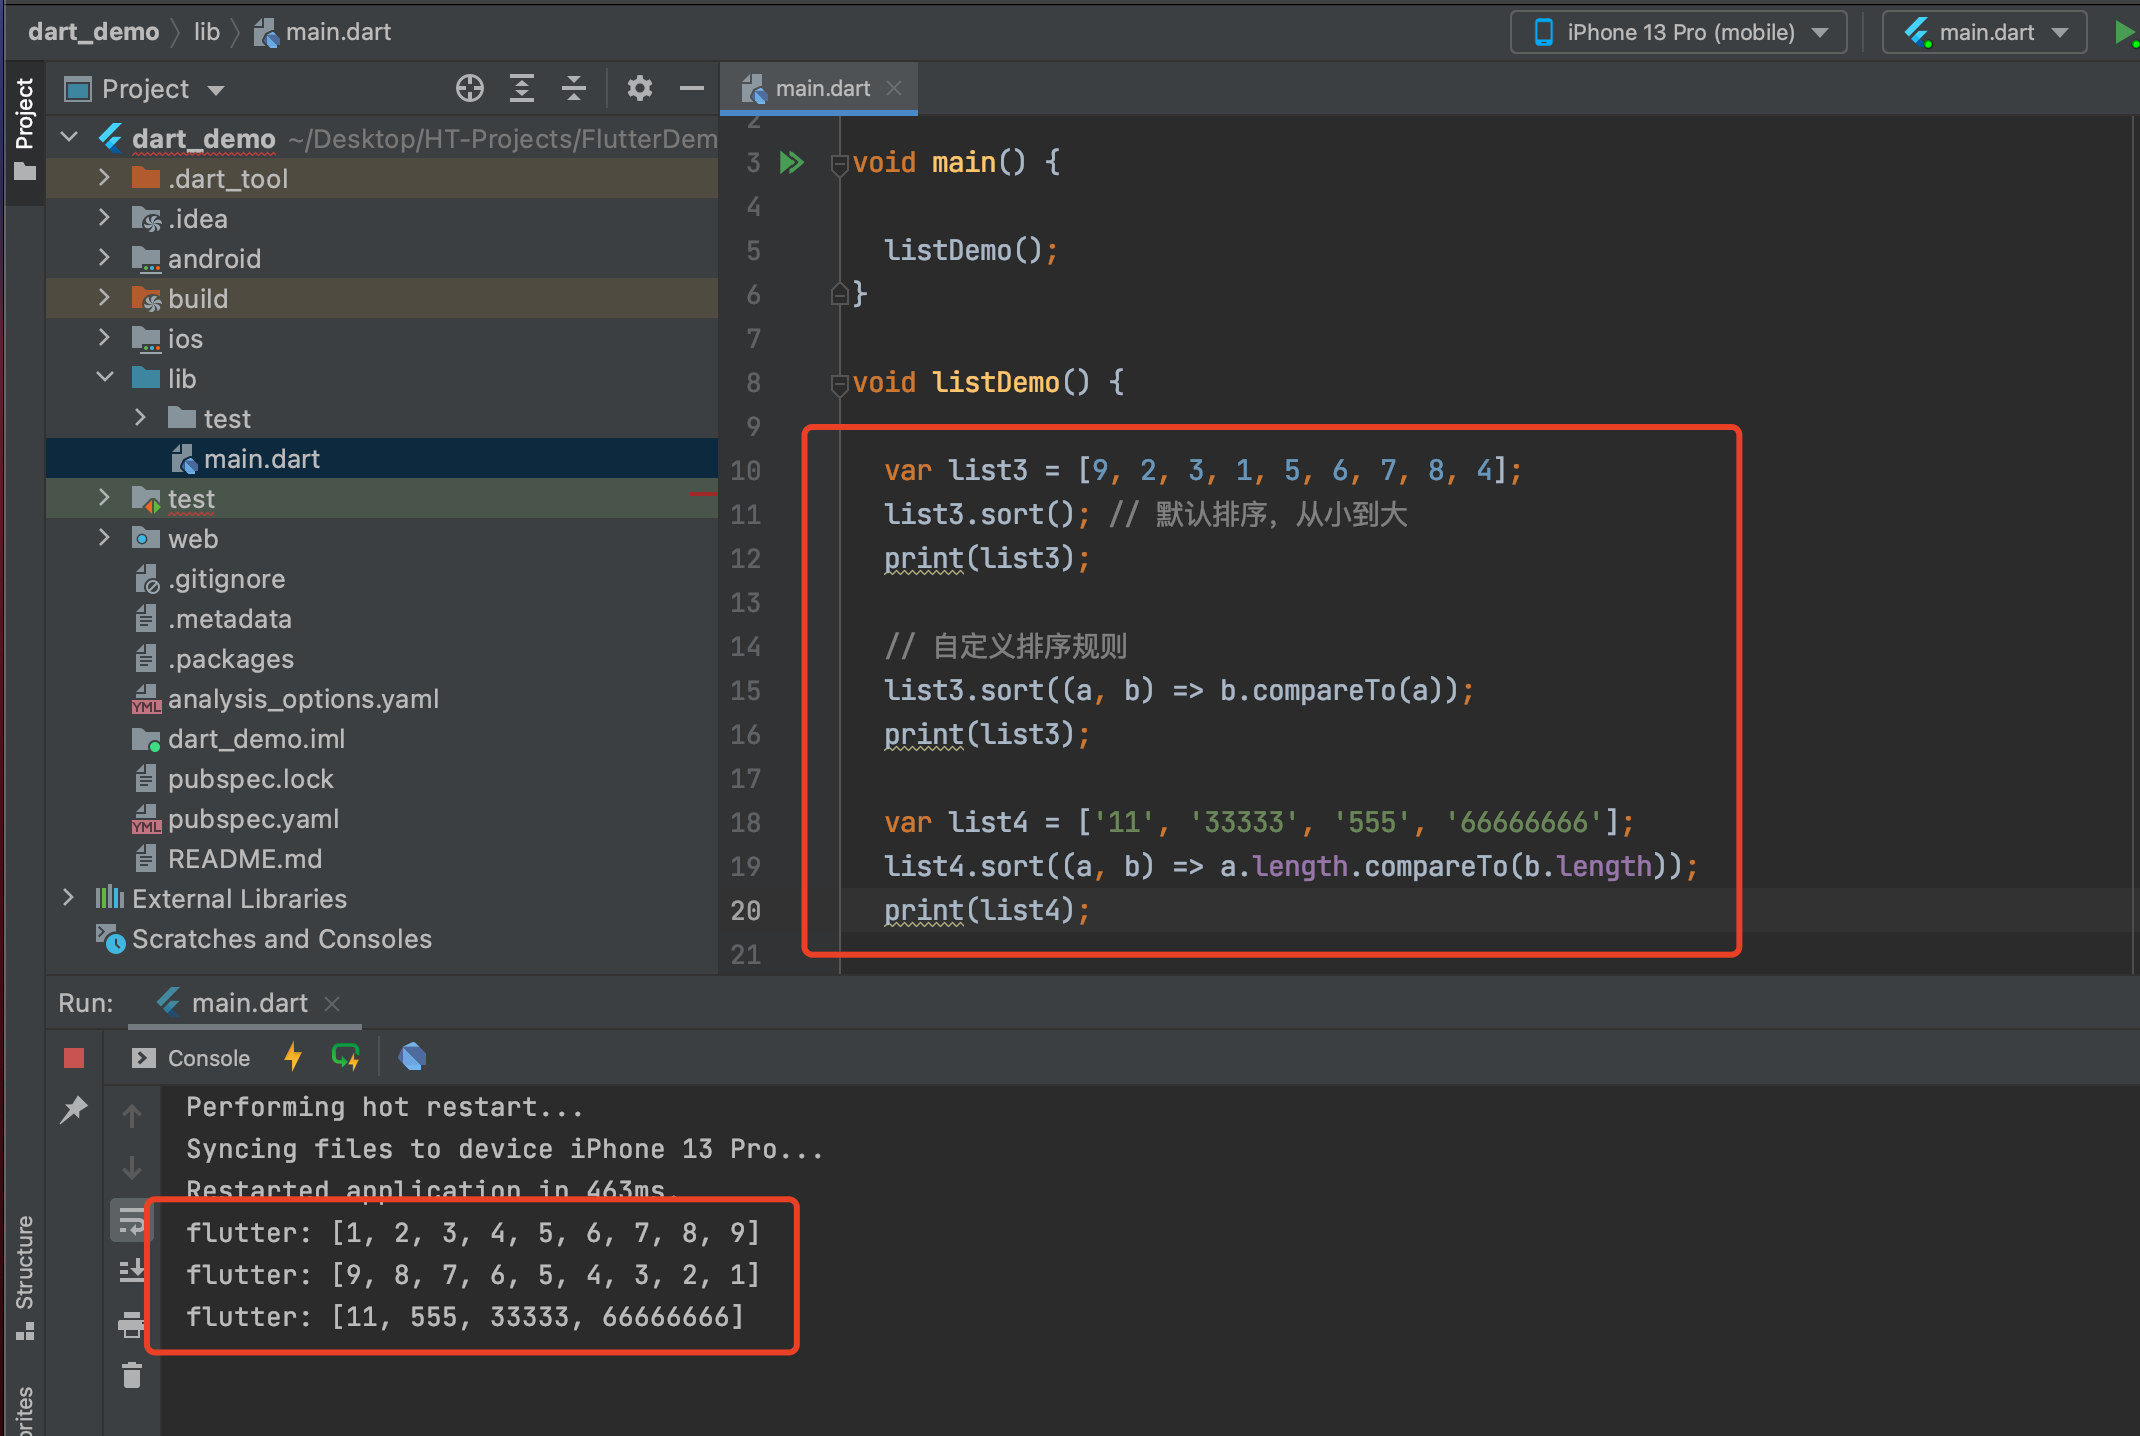 dart_demo lib main.dart
iPhone 13 Pro (mobile) main.dart
Project
Project
main.dart
dart_demo ~/Desktop/HT-Projects/FlutterDem
.dart_tool
.idea
android
build
ios
lib
test
main.dart
test
web
.gitignore
.metadata
.packages
YML analysis_options.yaml
dart_demo.iml
pubspec.lock
YML pubspec.yaml
README.md
External Libraries
Scratches and Consoles
2
3 void main() {
4
5 listDemo();
6 }
7
8 void listDemo() {
9
10 var list3 = [9, 2, 3, 1, 5, 6, 7, 8, 4];
11 list3.sort(); // 默认排序，从小到大
12 print(list3);
13
14 // 自定义排序规则
15 list3.sort((a, b) => b.compareTo(a));
16 print(list3);
17
18 var list4 = ['11', '33333', '555', '66666666'];
19 list4.sort((a, b) => a.length.compareTo(b.length));
20 print(list4);
21
Run: main.dart
Console
Performing hot restart...
Syncing files to device iPhone 13 Pro...
Restarted application in 463ms.
flutter: [1, 2, 3, 4, 5, 6, 7, 8, 9]
flutter: [9, 8, 7, 6, 5, 4, 3, 2, 1]
flutter: [11, 555, 33333, 66666666]
Structure